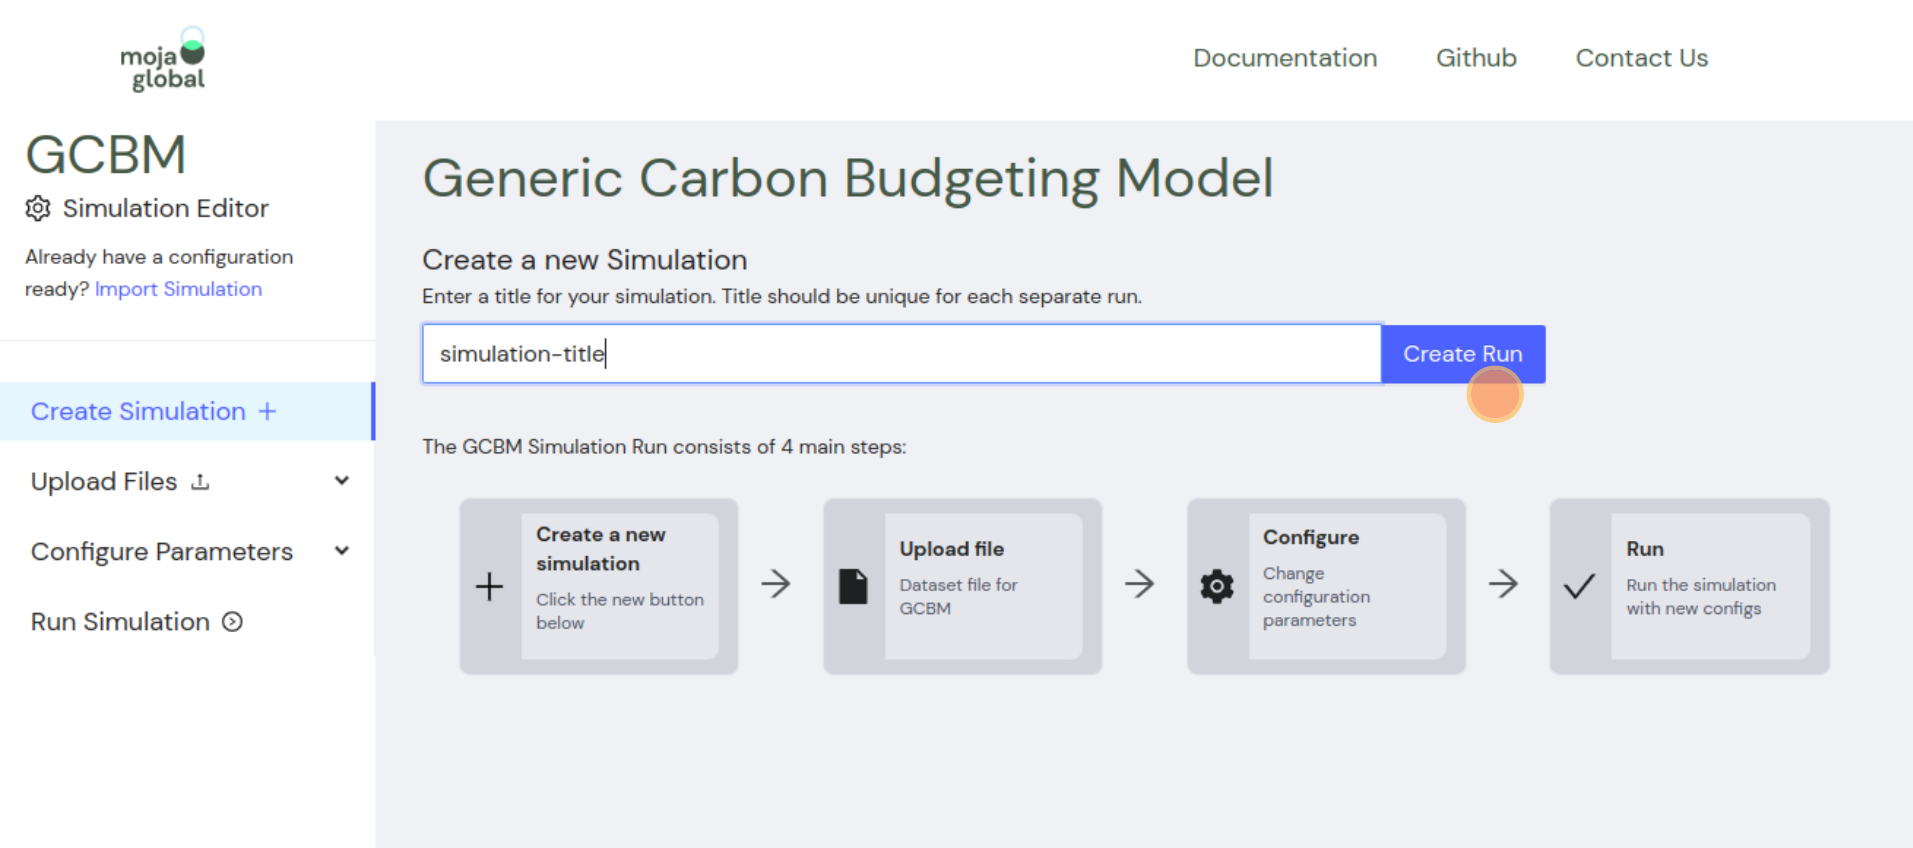 moja
global
Documentation Github Contact Us
GCBM
Simulation Editor
Already have a configuration
ready? Import Simulation
Create Simulation +
Upload Files
Configure Parameters
Run Simulation
Generic Carbon Budgeting Model
Create a new Simulation
Enter a title for your simulation. Title should be unique for each separate run.
simulation-title
Create Run
The GCBM Simulation Run consists of 4 main steps:
Create a new
simulation
Click the new button
below
Upload file
Dataset file for
GCBM
Configure
Change
configuration
parameters
Run
Run the simulation
with new configs